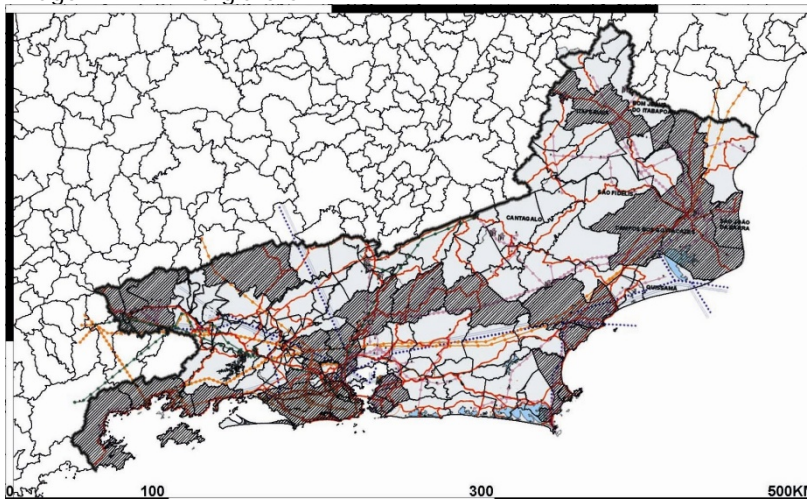 BOM JESUS
DO ITABAPOANA
ITAPERUNA
SÃO FIDELIS
CANTAGALO
SÃO JOÃO
DA BARRA
CAMPOS DOS GOYTACAZES
QUISSAMÃ
0 100 300 500KM